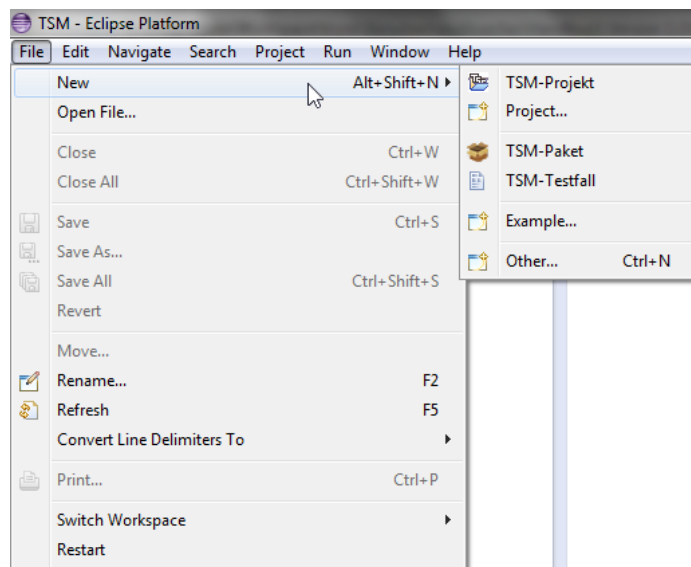 TSM - Eclipse Platform
File Edit Navigate Search Project Run Window Help
New Alt+Shift+N
Open File...
Close Ctrl+W
Close All Ctrl+Shift+W
Save Ctrl+S
Save As...
Save All Ctrl+Shift+S
Revert
Move...
Rename... F2
Refresh F5
Convert Line Delimiters To
Print... Ctrl+P
Switch Workspace
Restart
TSM-Projekt
Project...
TSM-Paket
TSM-Testfall
Example...
Other... Ctrl+N